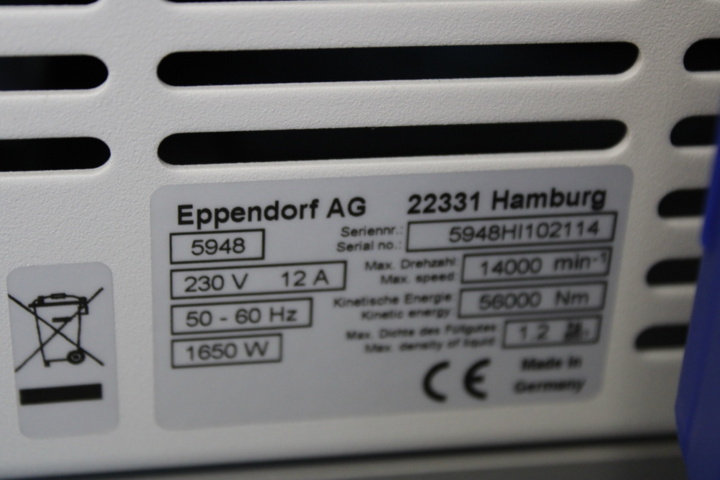 Eppendorf AG 22331 Hamburg
5948 Seriennr.: Serial no.: 5948HI102114
230 V 12 A Max. Drehzahl Max. speed: 14000 min-1
50 - 60 Hz Kinetische Energie Kinetic energy: 56000 Nm
1650 W Max. Dichte des Füllgutes Max. density of liquid 1.2
CE Made in
Germany